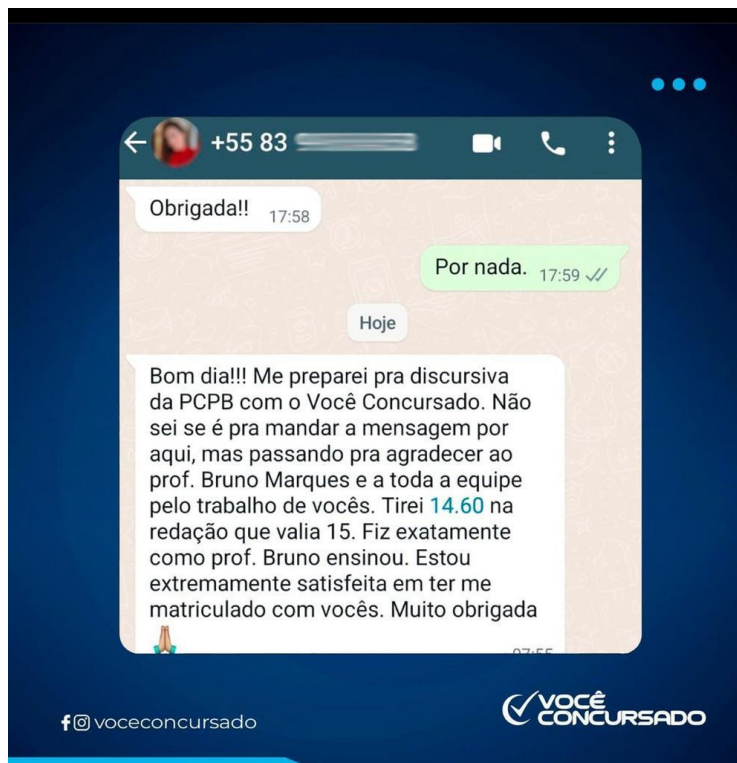 +55 83
Obrigada!! 17:58
Por nada. 17:59
Hoje
Bom dia!!! Me preparei pra discursiva
da PCPB com o Você Concursado. Não
sei se é pra mandar a mensagem por
aqui, mas passando pra agradecer ao
prof. Bruno Marques e a toda a equipe
pelo trabalho de vocês. Tirei 14.60 na
redação que valia 15. Fiz exatamente
como prof. Bruno ensinou. Estou
extremamente satisfeita em ter me
matriculado com vocês. Muito obrigada
🙏🏼
07:55
voceconcursado
VOCÊ
CONCURSADO